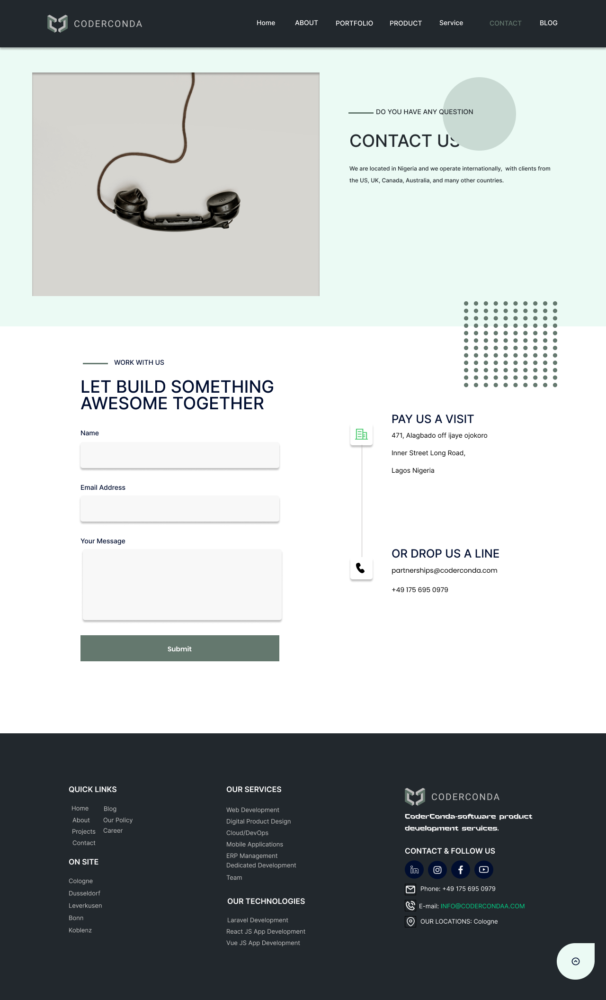 CODERCONDA
Home
ABOUT
PORTFOLIO
PRODUCT
Service
CONTACT
BLOG
DO YOU HAVE ANY QUESTION
CONTACT US
We are located in Nigeria and we operate internationally, with clients from
the US, UK, Canada, Australia, and many other countries.
WORK WITH US
LET BUILD SOMETHING
AWESOME TOGETHER
Name
Email Address
Your Message
Submit
PAY US A VISIT
471, Alagbado off ijaye ojokoro
Inner Street Long Road,
Lagos Nigeria
OR DROP US A LINE
partnerships@coderconda.com
+49 175 695 0979
QUICK LINKS
Home
About
Projects
Contact
Blog
Our Policy
Career
ON SITE
Cologne
Dusseldorf
Leverkusen
Bonn
Koblenz
OUR SERVICES
Web Development
Digital Product Design
Cloud/DevOps
Mobile Applications
ERP Management
Dedicated Development
Team
OUR TECHNOLOGIES
Laravel Development
React JS App Development
Vue JS App Development
CODERCONDA
CoderConda-software product
development services.
CONTACT & FOLLOW US
in
Phone: +49 175 695 0979
E-mail: INFO@CODERCONDAA.COM
OUR LOCATIONS: Cologne